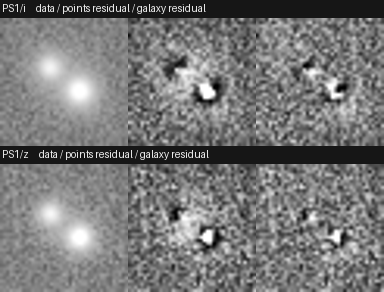 PS1/i data / points residual / galaxy residual
PS1/z data / points residual / galaxy residual